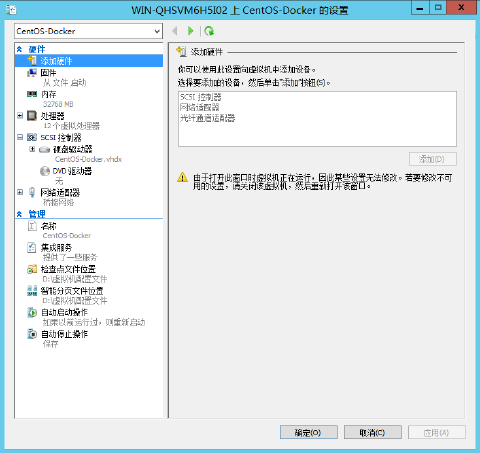 WIN-QHSVM6H5I02 上 CentOS-Docker 的设置
CentOS-Docker
硬件
添加硬件
固件
从 文件 启动
内存
32768 MB
处理器
12 个虚拟处理器
SCSI 控制器
硬盘驱动器
CentOS-Docker.vhdx
DVD 驱动器
无
网络适配器
桥接网络
管理
名称
CentOS-Docker
集成服务
提供了一些服务
检查点文件位置
D:\虚拟机配置文件
智能分页文件位置
D:\虚拟机配置文件
自动启动操作
如果以前运行过，则重新启动
自动停止操作
保存
添加硬件
你可以使用此设置向虚拟机中添加设备。
选择要添加的设备，然后单击"添加"按钮(S)。
SCSI 控制器
网络适配器
光纤通道适配器
添加(D)
由于打开此窗口时虚拟机正在运行，因此某些设置无法修改。若要修改不可
用的设置，请关闭该虚拟机，然后重新打开该窗口。
确定(O)
取消(C)
应用(A)